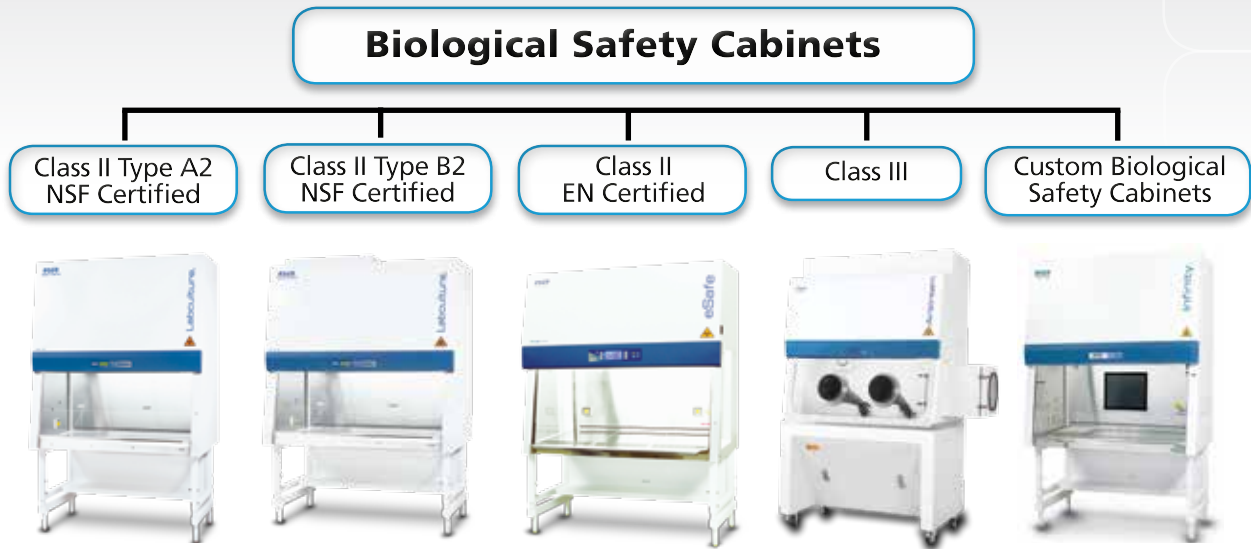 Biological Safety Cabinets
Class II Type A2
NSF Certified
Class II Type B2
NSF Certified
Class II
EN Certified
Class III
Custom Biological
Safety Cabinets
Labculture
Labculture
eSafe
Airstream
Infinity